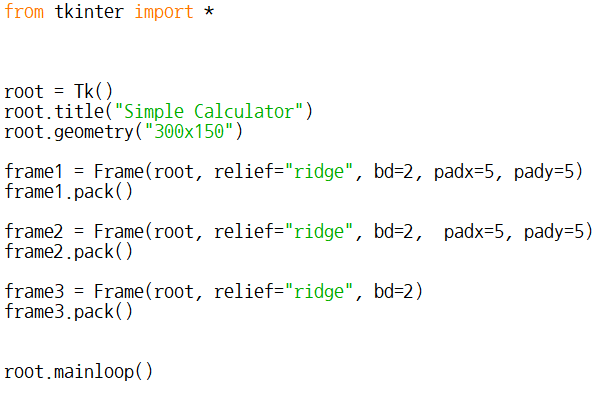 from tkinter import *
root = Tk()
root.title("Simple Calculator")
root.geometry("300x150")
frame1 = Frame(root, relief="ridge", bd=2, padx=5, pady=5)
frame1.pack()
frame2 = Frame(root, relief="ridge", bd=2,  padx=5, pady=5)
frame2.pack()
frame3 = Frame(root, relief="ridge", bd=2)
frame3.pack()
root.mainloop()